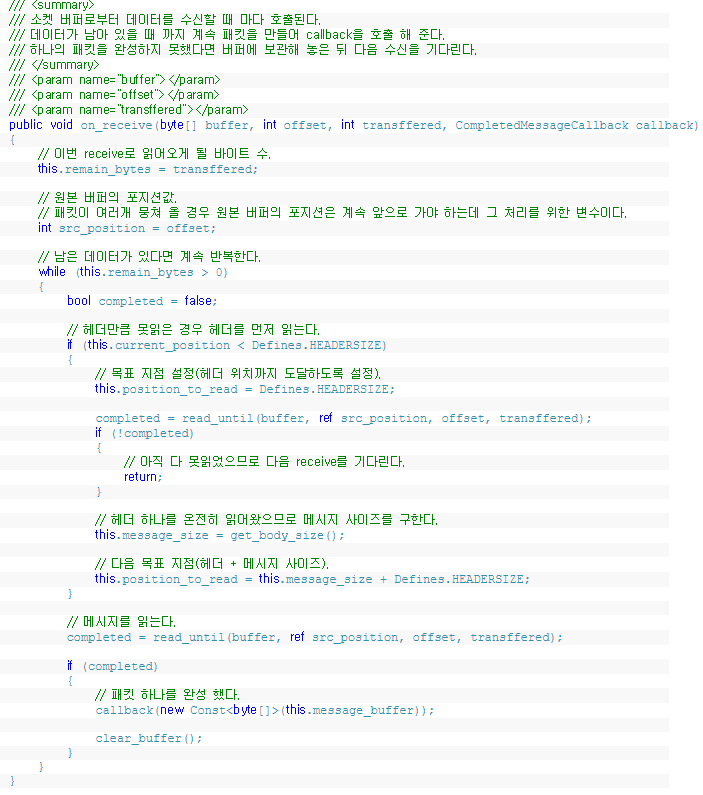 /// <summary>
/// 소켓 버퍼로부터 데이터를 수신할 때 마다 호출된다.
/// 데이터가 남아 있을 때 까지 계속 패킷을 만들어 callback을 호출 해 준다.
/// 하나의 패킷을 완성하지 못했다면 버퍼에 보관해 놓은 뒤 다음 수신을 기다린다.
/// </summary>
/// <param name="buffer"></param>
/// <param name="offset"></param>
/// <param name="transffered"></param>
public void on_receive(byte[] buffer, int offset, int transffered, CompletedMessageCallback callback)
{
    // 이번 receive로 읽어오게 될 바이트 수.
    this.remain_bytes = transffered;

    // 원본 버퍼의 포지션값.
    // 패킷이 여러개 뭉쳐 올 경우 원본 버퍼의 포지션은 계속 앞으로 가야 하는데 그 처리를 위한 변수이다.
    int src_position = offset;

    // 남은 데이터가 있다면 계속 반복한다.
    while (this.remain_bytes > 0)
    {
        bool completed = false;

        // 헤더만큼 못읽은 경우 헤더를 먼저 읽는다.
        if (this.current_position < Defines.HEADERSIZE)
        {
            // 목표 지점 설정(헤더 위치까지 도달하도록 설정).
            this.position_to_read = Defines.HEADERSIZE;

            completed = read_until(buffer, ref src_position, offset, transffered);
            if (!completed)
            {
                // 아직 다 못읽었으므로 다음 receive를 기다린다.
                return;
            }

            // 헤더 하나를 온전히 읽어왔으므로 메시지 사이즈를 구한다.
            this.message_size = get_body_size();

            // 다음 목표 지점(헤더 + 메시지 사이즈).
            this.position_to_read = this.message_size + Defines.HEADERSIZE;
        }

        // 메시지를 읽는다.
        completed = read_until(buffer, ref src_position, offset, transffered);

        if (completed)
        {
            // 패킷 하나를 완성 했다.
            callback(new Const<byte[]>(this.message_buffer));

            clear_buffer();
        }
    }
}